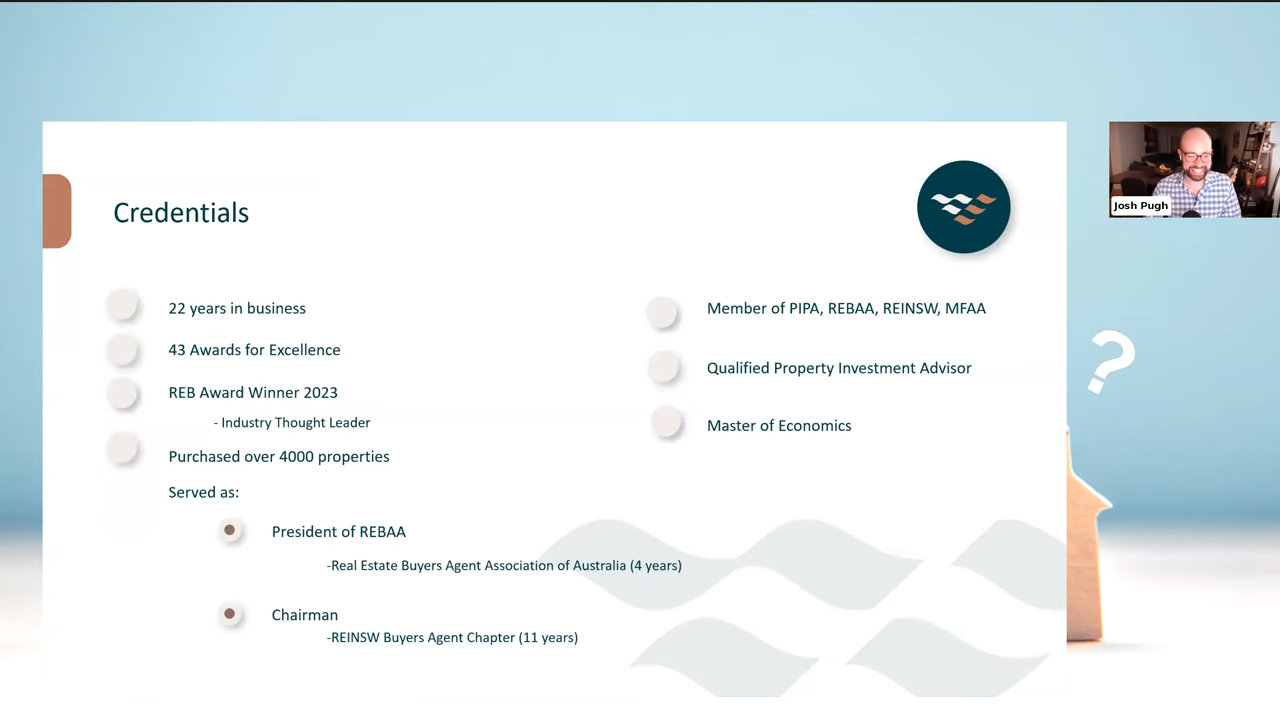 Credentials
22 years in business
43 Awards for Excellence
REB Award Winner 2023
- Industry Thought Leader
Purchased over 4000 properties
Served as:
President of REBAA
-Real Estate Buyers Agent Association of Australia (4 years)
Chairman
-REINSW Buyers Agent Chapter (11 years)
Member of PIPA, REBAA, REINSW, MFAA
Qualified Property Investment Advisor
Master of Economics
?
Josh Pugh